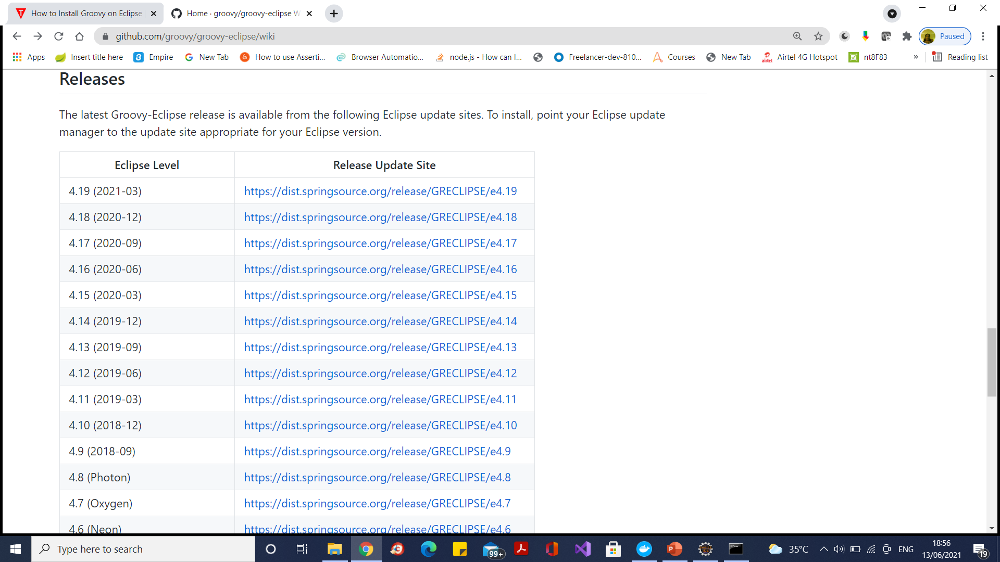 How to Install Groovy on Eclipse
Home · groovy/groovy-eclipse W
github.com/groovy/groovy-eclipse/wiki
Paused
Apps
Insert title here
Empire
New Tab
How to use Asserti...
Browser Automatio...
node.js - How can I...
Freelancer-dev-810...
Courses
New Tab
Airtel 4G Hotspot
nt8F83
»
Reading list
Releases
The latest Groovy-Eclipse release is available from the following Eclipse update sites. To install, point your Eclipse update
manager to the update site appropriate for your Eclipse version.
Eclipse Level Release Update Site
4.19 (2021-03) https://dist.springsource.org/release/GRECLIPSE/e4.19
4.18 (2020-12) https://dist.springsource.org/release/GRECLIPSE/e4.18
4.17 (2020-09) https://dist.springsource.org/release/GRECLIPSE/e4.17
4.16 (2020-06) https://dist.springsource.org/release/GRECLIPSE/e4.16
4.15 (2020-03) https://dist.springsource.org/release/GRECLIPSE/e4.15
4.14 (2019-12) https://dist.springsource.org/release/GRECLIPSE/e4.14
4.13 (2019-09) https://dist.springsource.org/release/GRECLIPSE/e4.13
4.12 (2019-06) https://dist.springsource.org/release/GRECLIPSE/e4.12
4.11 (2019-03) https://dist.springsource.org/release/GRECLIPSE/e4.11
4.10 (2018-12) https://dist.springsource.org/release/GRECLIPSE/e4.10
4.9 (2018-09) https://dist.springsource.org/release/GRECLIPSE/e4.9
4.8 (Photon) https://dist.springsource.org/release/GRECLIPSE/e4.8
4.7 (Oxygen) https://dist.springsource.org/release/GRECLIPSE/e4.7
4.6 (Neon) https://dist.springsource.org/release/GRECLIPSE/e4.6
Type here to search
99+
35°C
ENG
18:56
13/06/2021
19